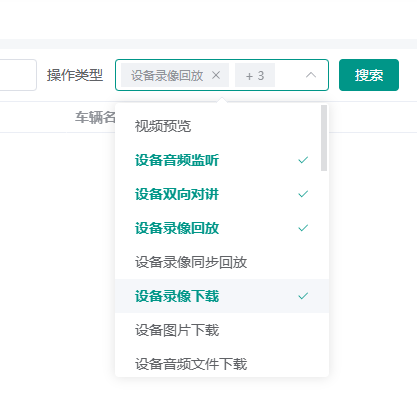 操作类型 设备录像回放 + 3 搜索
车辆名
视频预览
设备音频监听
设备双向对讲
设备录像回放
设备录像同步回放
设备录像下载
设备图片下载
设备音频文件下载